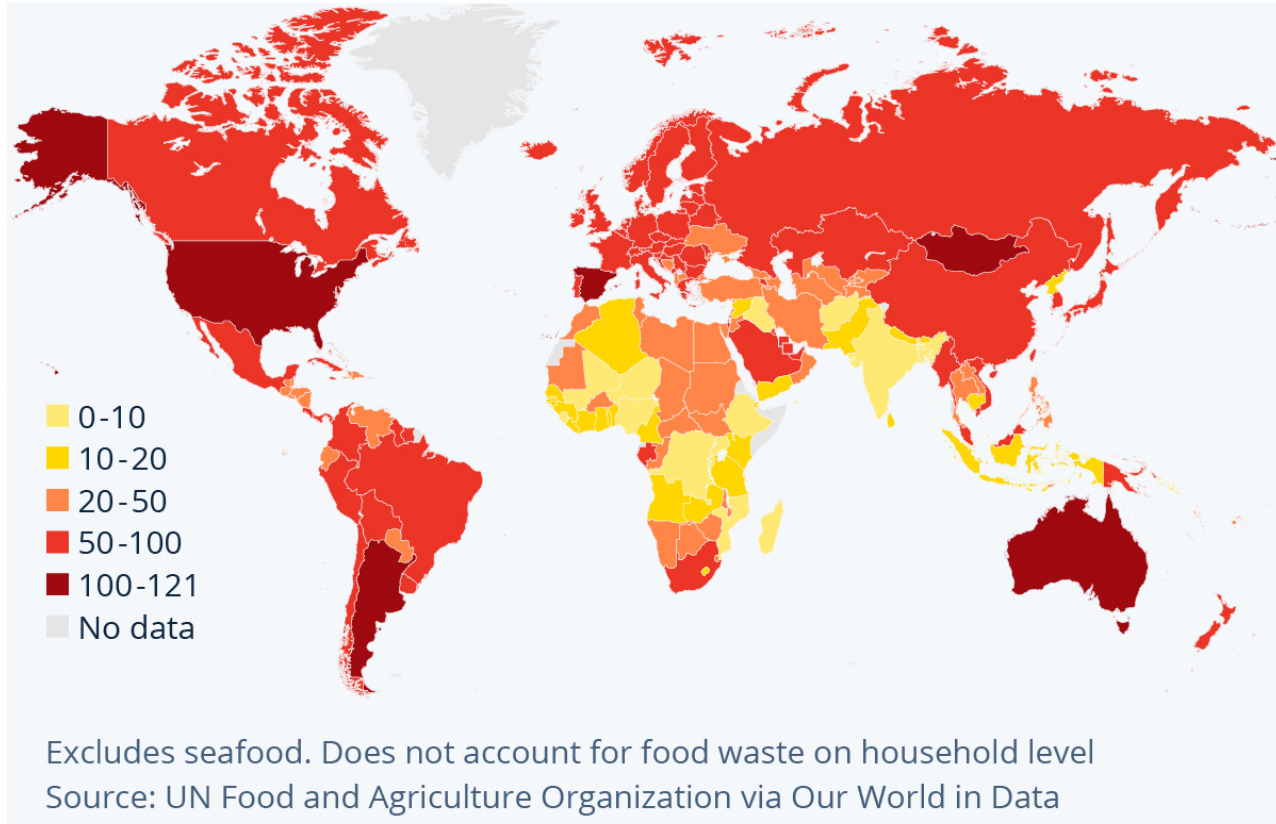 0-10
10-20
20-50
50-100
100-121
No data
Excludes seafood. Does not account for food waste on household level
Source: UN Food and Agriculture Organization via Our World in Data